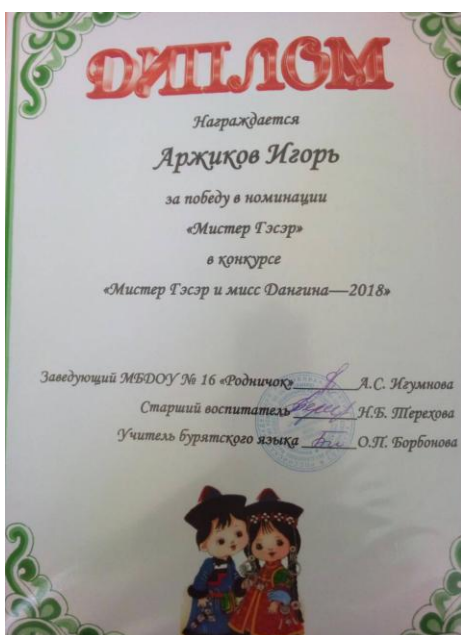 ДИПЛОМ
Награждается
Аржиков Игорь
за победу в номинации
«Мистер Гэсэр»
в конкурсе
«Мистер Гэсэр и мисс Дангина—2018»
Заведующий МБДОУ № 16 «Родничок» А.С. Игумнова
Старший воспитатель Н.Б. Терехова
Учитель бурятского языка О.П. Борбонова